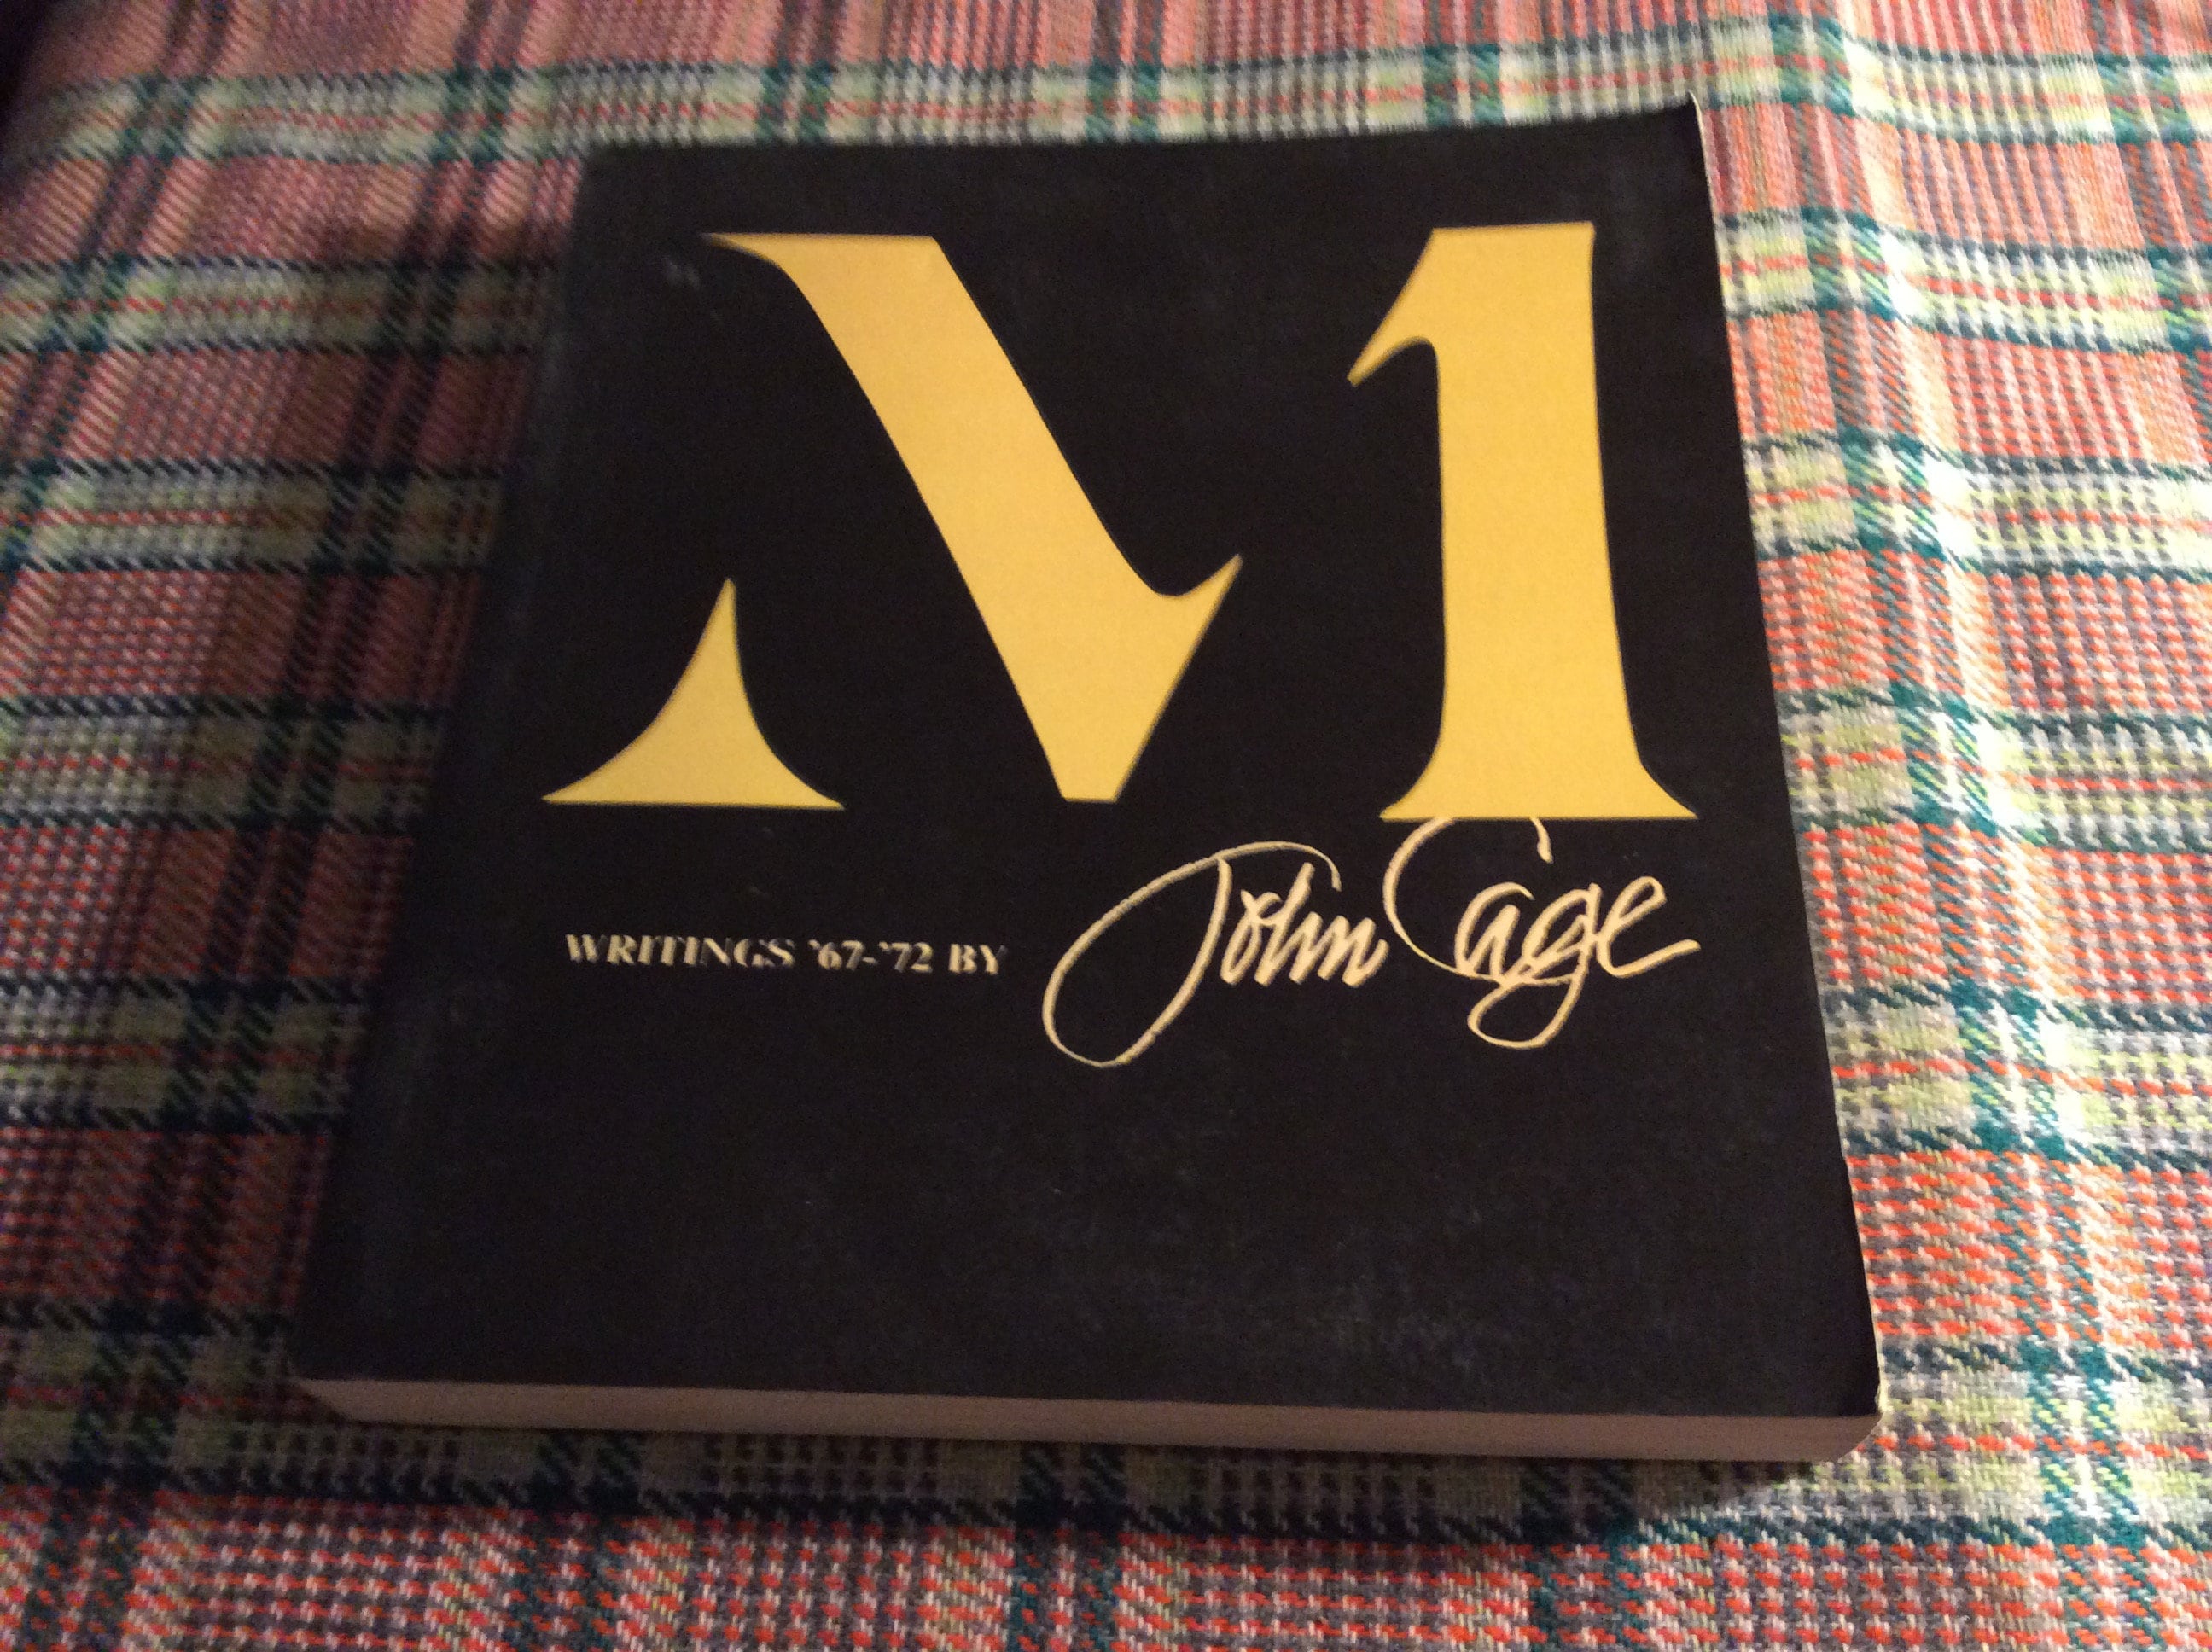 M
WRITINGS '67-'72 BY John Cage